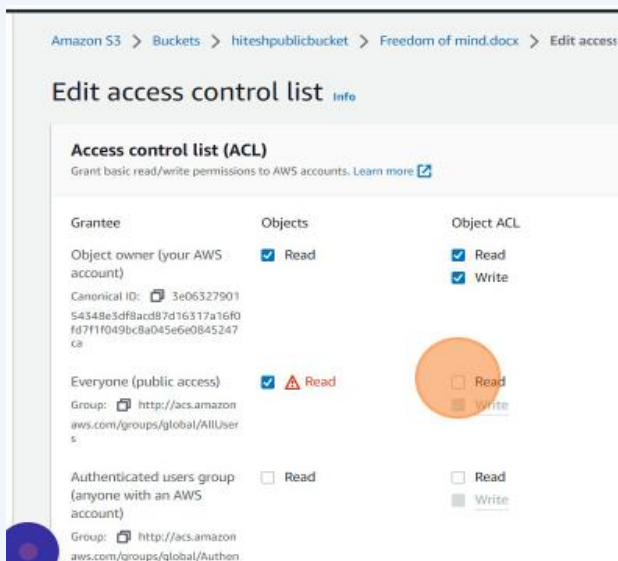 Amazon S3 > Buckets > hiteshpublicbucket > Freedom of mind.docx > Edit access
Edit access control list Info
Access control list (ACL)
Grant basic read/write permissions to AWS accounts. Learn more
Grantee Objects Object ACL
Object owner (your AWS Read Read
account) Write
Canonical ID: 3e06327901
54348e3df8acd87d16317a16f0
fd7f1f049bc8a045e6e0845247
ca
Everyone (public access) Read Read
Group: http://acs.amazon Write
aws.com/groups/global/AllUser
s
Authenticated users group Read Read
(anyone with an AWS Write
account)
Group: http://acs.amazon
aws.com/groups/global/Authen